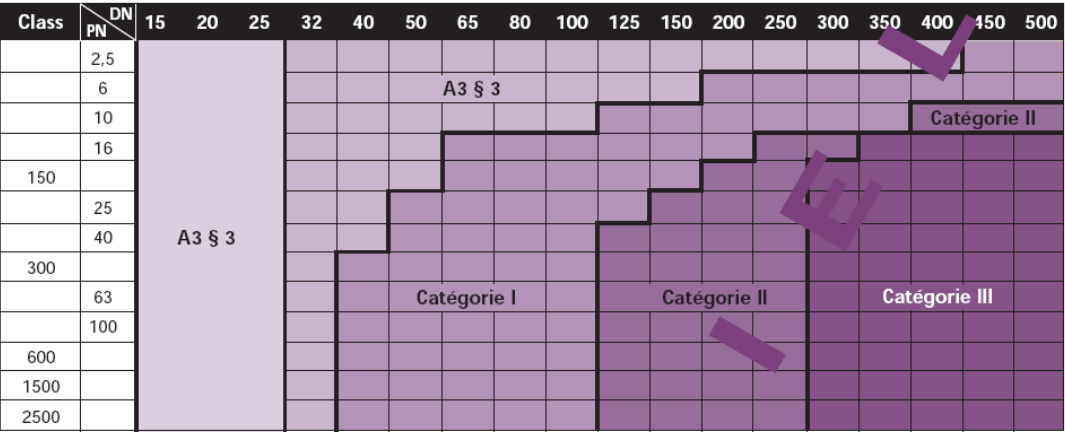 Class PN DN 15 20 25 32 40 50 65 80 100 125 150 200 250 300 350 400 450 500
2,5
6 A3 § 3
10 Catégorie II
16
150
25
40 A3 § 3
300
63 Catégorie I Catégorie II Catégorie III
100
600
1500
2500
L
E
I